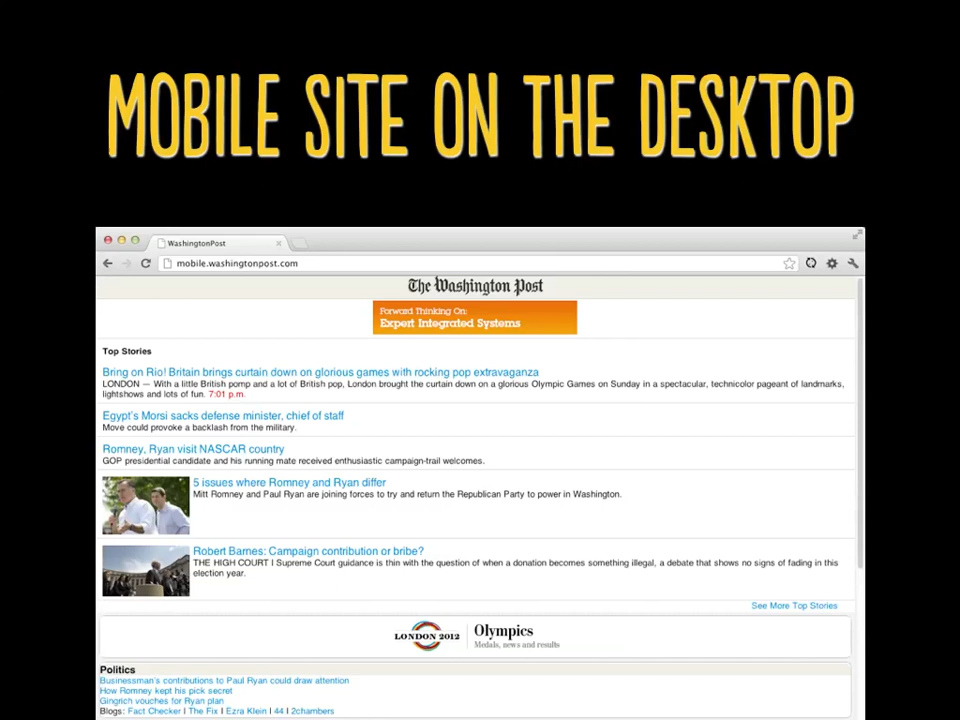 MOBILE SITE ON THE DESKTOP
WashingtonPost
mobile.washingtonpost.com
The Washington Post
Forward Thinking On:
Expert Integrated Systems
Top Stories
Bring on Rio! Britain brings curtain down on glorious games with rocking pop extravaganza
LONDON — With a little British pomp and a lot of British pop, London brought the curtain down on a glorious Olympic Games on Sunday in a spectacular, technicolor pageant of landmarks,
lightshows and lots of fun. 7:01 p.m.
Egypt's Morsi sacks defense minister, chief of staff
Move could provoke a backlash from the military.
Romney, Ryan visit NASCAR country
GOP presidential candidate and his running mate received enthusiastic campaign-trail welcomes.
5 issues where Romney and Ryan differ
Mitt Romney and Paul Ryan are joining forces to try and return the Republican Party to power in Washington.
Robert Barnes: Campaign contribution or bribe?
THE HIGH COURT | Supreme Court guidance is thin with the question of when a donation becomes something illegal, a debate that shows no signs of fading in this
election year.
See More Top Stories
LONDON 2012
Olympics
Medals, news and results
Politics
Businessman's contributions to Paul Ryan could draw attention
How Romney kept his pick secret
Gingrich vouches for Ryan plan
Blogs: Fact Checker | The Fix | Ezra Klein | 44 | 2chambers